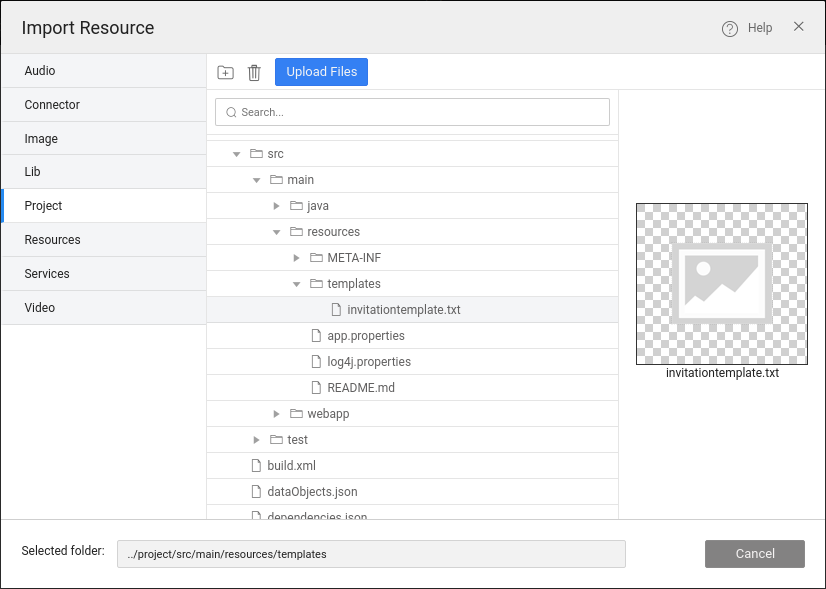 Import Resource
Help
Audio
Connector
Image
Lib
Project
Resources
Services
Video
Upload Files
Search...
src
main
java
resources
META-INF
templates
invitationtemplate.txt
app.properties
log4j.properties
README.md
webapp
test
build.xml
dataObjects.json
dependencies.json
invitationtemplate.txt
Selected folder: ../project/src/main/resources/templates
Cancel